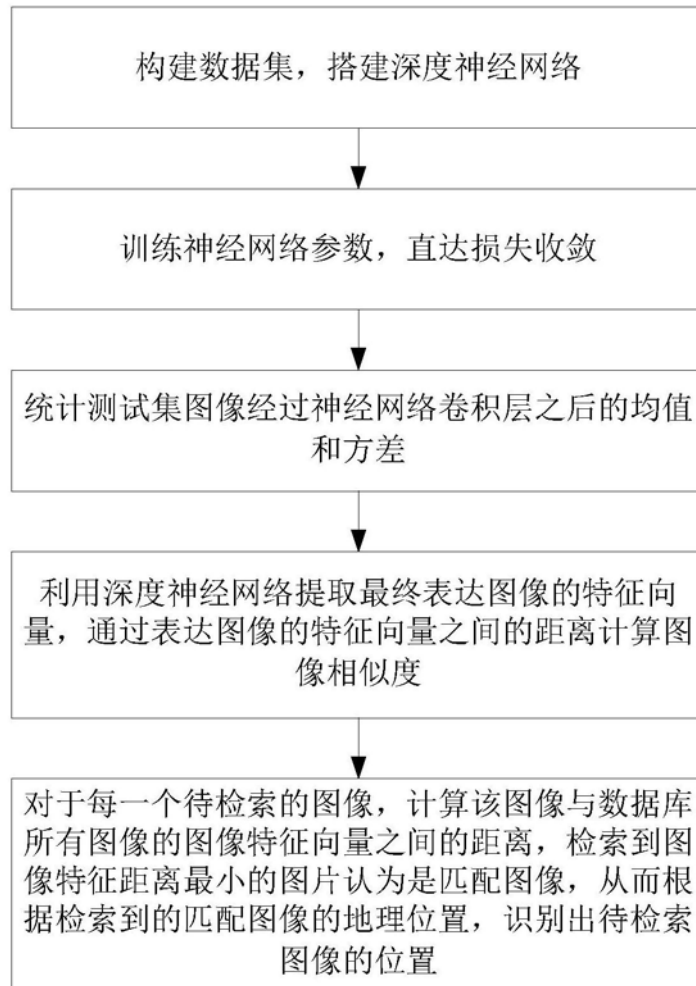 构建数据集，搭建深度神经网络
训练神经网络参数，直达损失收敛
统计测试集图像经过神经网络卷积层之后的均值
和方差
利用深度神经网络提取最终表达图像的特征向
量，通过表达图像的特征向量之间的距离计算图
像相似度
对于每一个待检索的图像，计算该图像与数据库
所有图像的图像特征向量之间的距离，检索到图
像特征距离最小的图片认为是匹配图像，从而根
据检索到的匹配图像的地理位置，识别出待检索
图像的位置